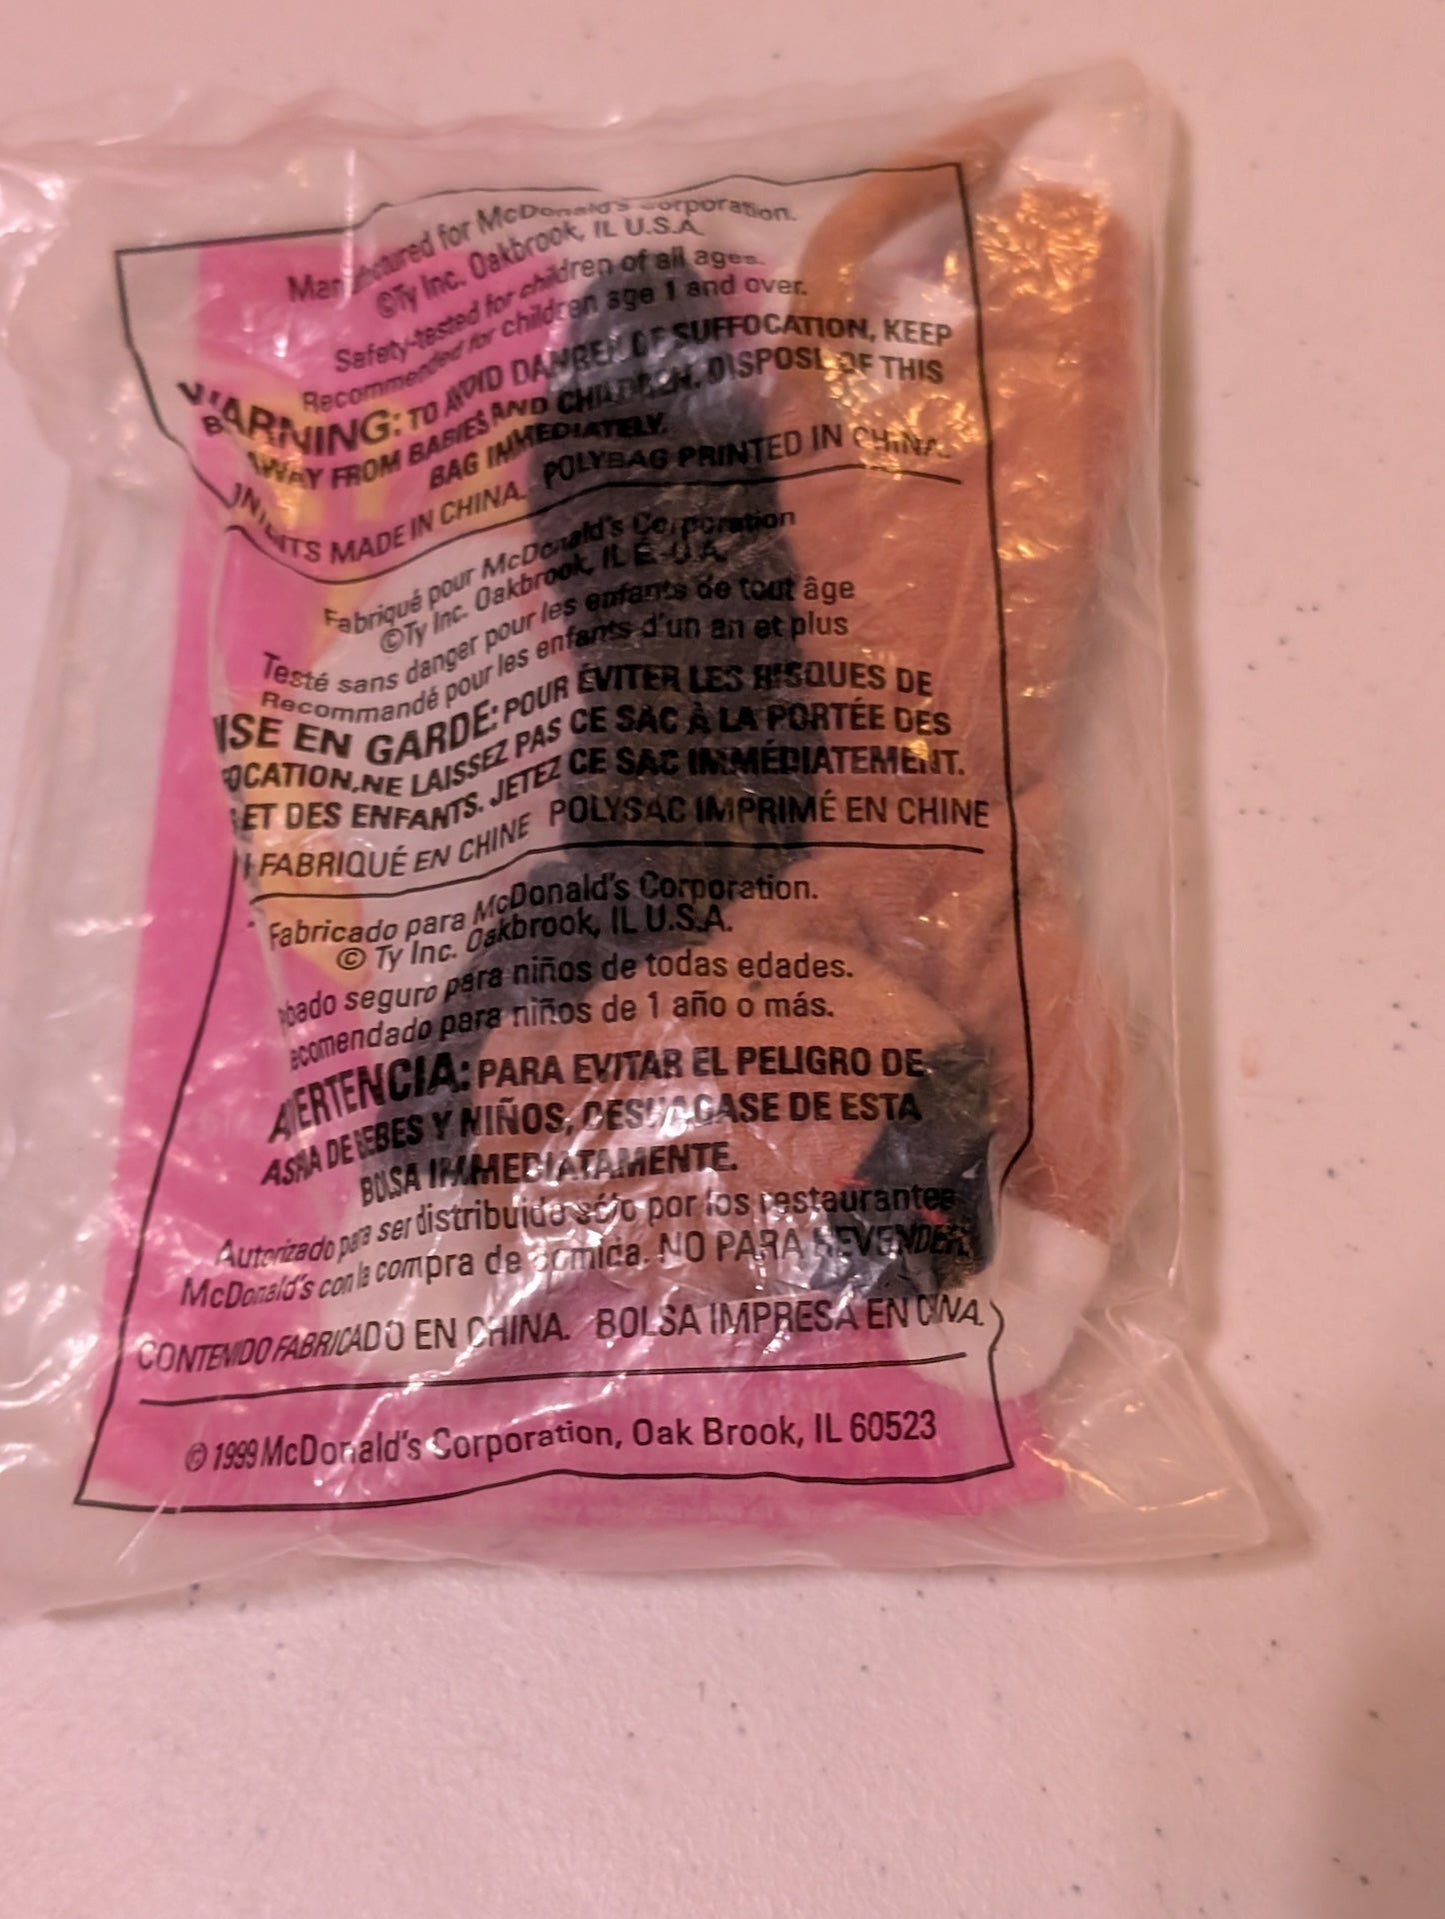 Manufactured for McDonald's Corporation.
©Ty Inc. Oakbrook, IL U.S.A.
Safety-tested for children of all ages.
Recommended for children age 1 and over.
WARNING: TO AVOID DANGER OF SUFFOCATION, KEEP
AWAY FROM BABIES AND CHILDREN. DISPOSE OF THIS
BAG IMMEDIATELY.
MADE IN CHINA. POLYBAG PRINTED IN CHINA.
Fabriqué pour McDonald's Corporation
©Ty Inc. Oakbrook, IL É.-U.A.
Testé sans danger pour les enfants de tout âge
Recommandé pour les enfants d'un an et plus
ISE EN GARDE: POUR ÉVITER LES RISQUES DE
OCATION, NE LAISSEZ PAS CE SAC À LA PORTÉE DES
ET DES ENFANTS. JETEZ CE SAC IMMÉDIATEMENT.
FABRIQUÉ EN CHINE POLYSAC IMPRIMÉ EN CHINE
Fabricado para McDonald's Corporation.
© Ty Inc. Oakbrook, IL U.S.A.
bado seguro para niños de todas edades.
ecomendado para niños de 1 año o más.
PARA EVITAR EL PELIGRO DE
DE BEBES Y NIÑOS, DE ESTA
BOLSA IMMEDIATAMENTE.
Autorizado para ser distribuido sólo por los restaurantes
McDonald's con la compra de comida. NO PARA REVENDER.
CONTENIDO FABRICADO EN CHINA. BOLSA IMPRESA EN CHINA.
© 1999 McDonald's Corporation, Oak Brook, IL 60523